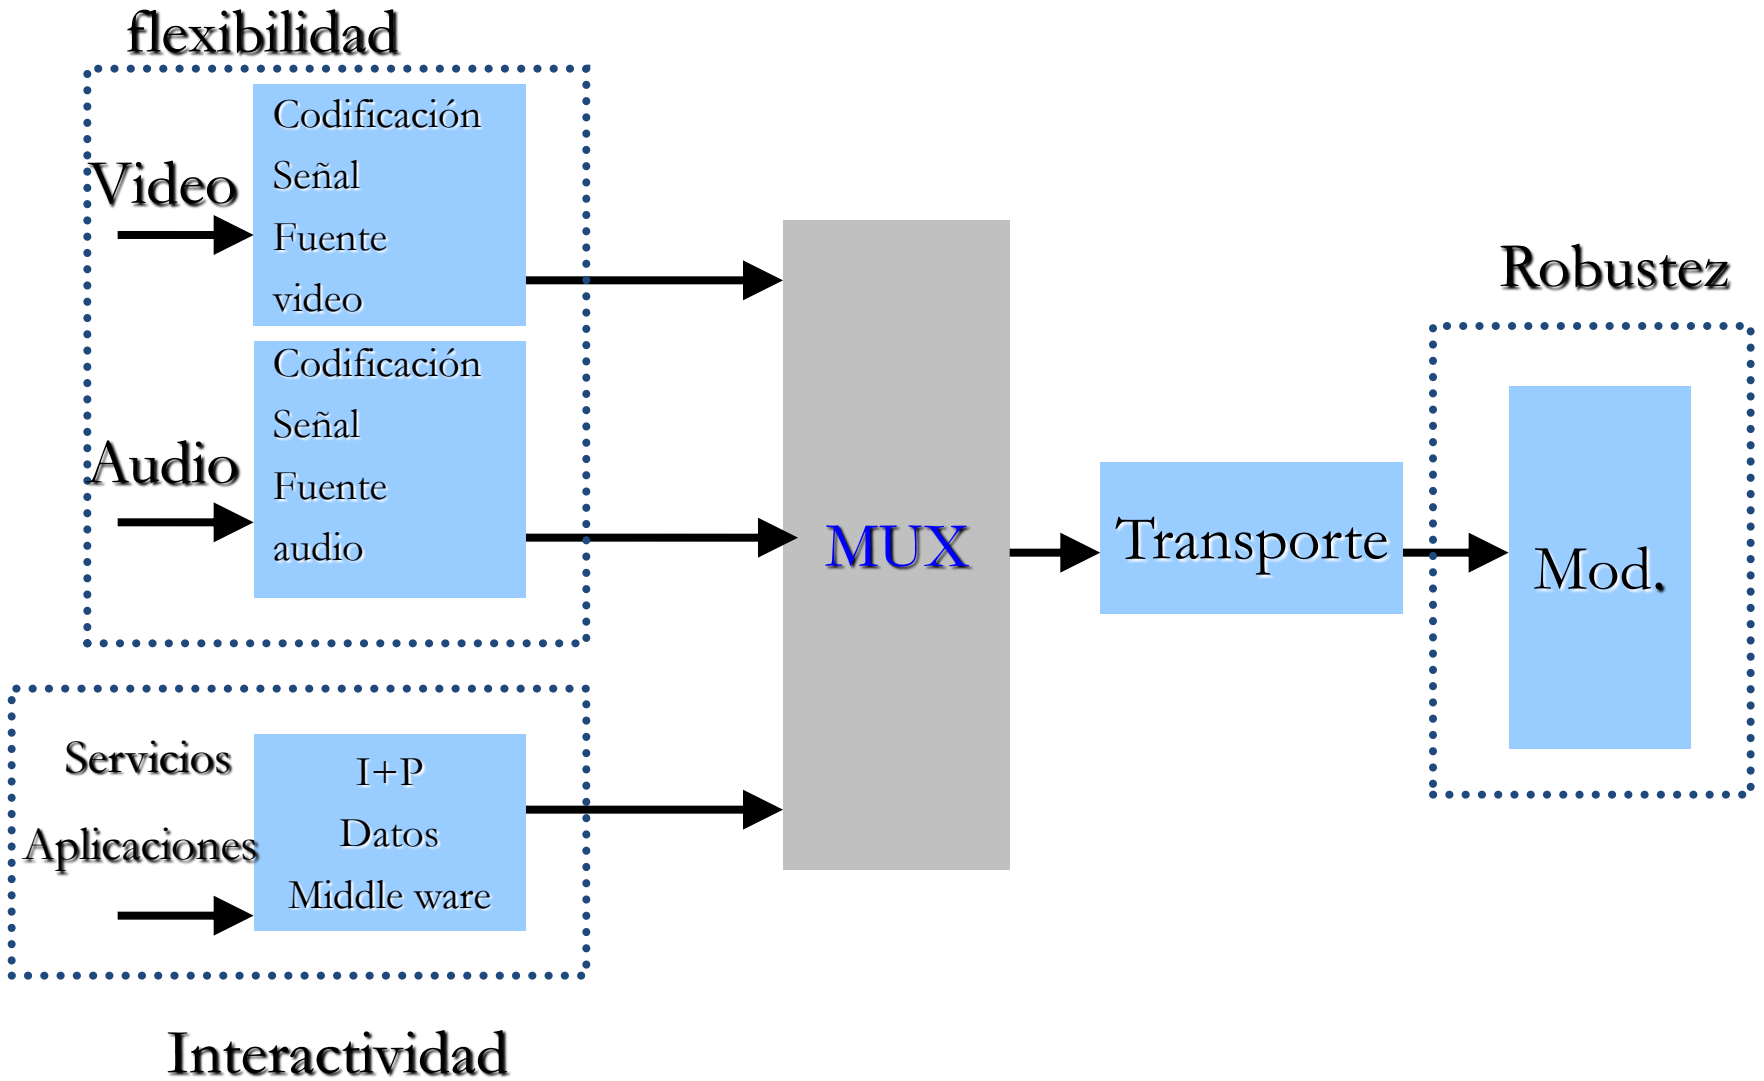 flexibilidad
Video
Codificación
Señal
Fuente
video
Audio
Codificación
Señal
Fuente
audio
Servicios
Aplicaciones
I+P
Datos
Middle ware
Interactividad
MUX
Transporte
Robustez
Mod.